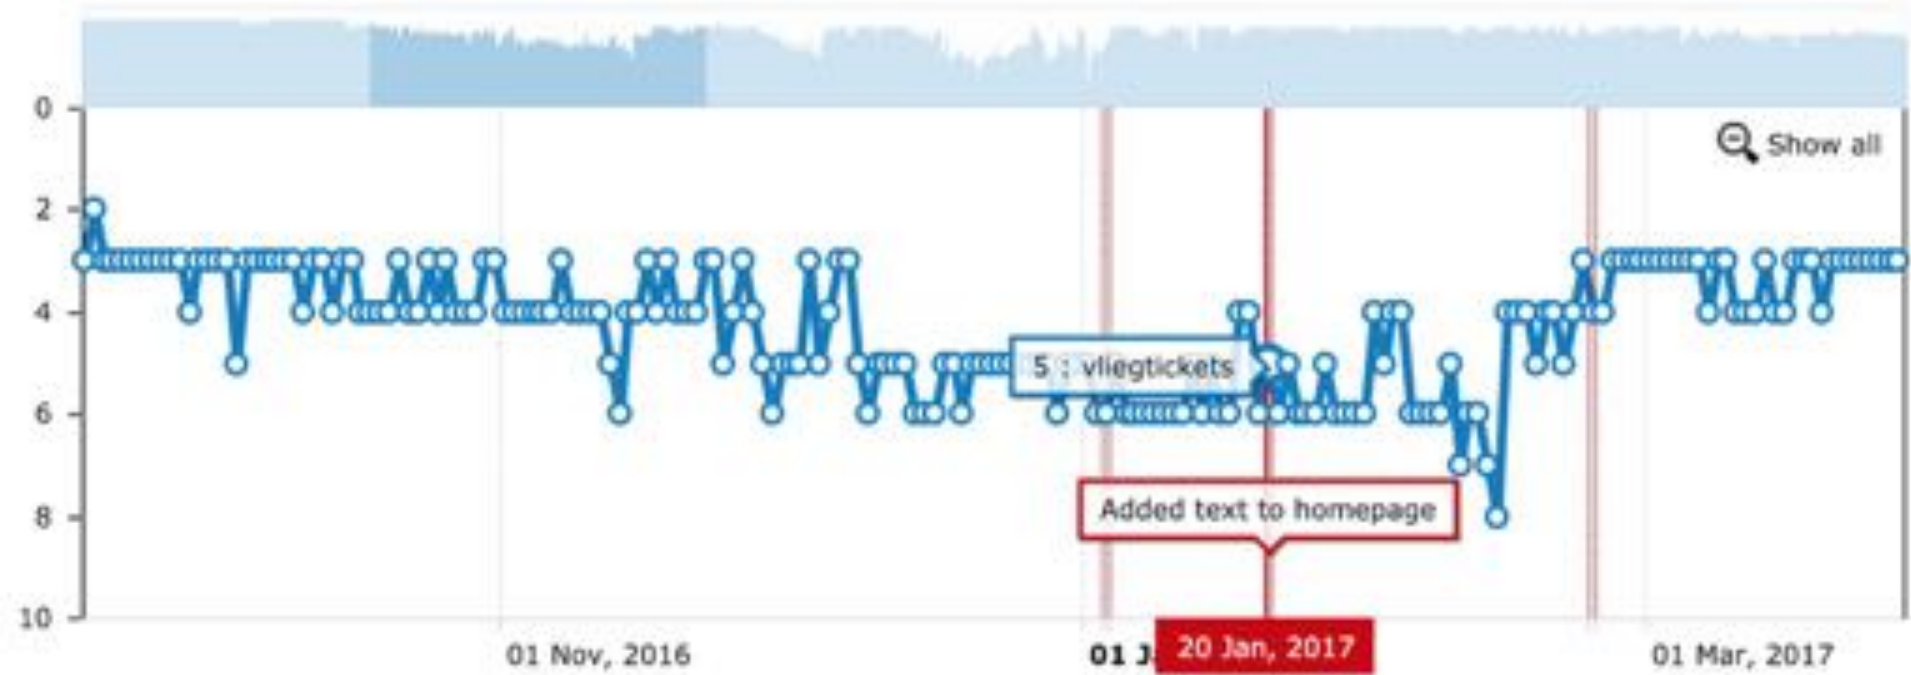 0
Show all
2
4
5 : vliegtickets
6
Added text to homepage
8
10
01 Nov, 2016
01 J
20 Jan, 2017
01 Mar, 2017